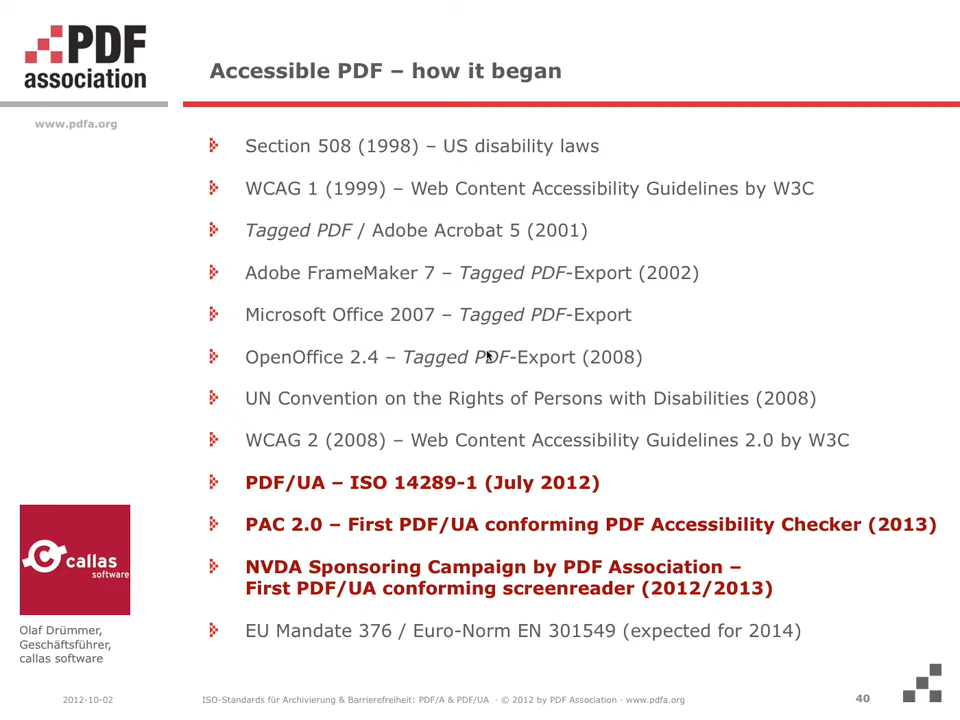 PDF
association
www.pdfa.org
Accessible PDF – how it began
Section 508 (1998) – US disability laws
WCAG 1 (1999) – Web Content Accessibility Guidelines by W3C
Tagged PDF / Adobe Acrobat 5 (2001)
Adobe FrameMaker 7 – Tagged PDF-Export (2002)
Microsoft Office 2007 – Tagged PDF-Export
OpenOffice 2.4 – Tagged PDF-Export (2008)
UN Convention on the Rights of Persons with Disabilities (2008)
WCAG 2 (2008) – Web Content Accessibility Guidelines 2.0 by W3C
PDF/UA – ISO 14289-1 (July 2012)
PAC 2.0 – First PDF/UA conforming PDF Accessibility Checker (2013)
NVDA Sponsoring Campaign by PDF Association –
First PDF/UA conforming screenreader (2012/2013)
EU Mandate 376 / Euro-Norm EN 301549 (expected for 2014)
callas
software
Olaf Drümmer,
Geschäftsführer,
callas software
2012-10-02
ISO-Standards für Archivierung & Barrierefreiheit: PDF/A & PDF/UA · © 2012 by PDF Association · www.pdfa.org
40